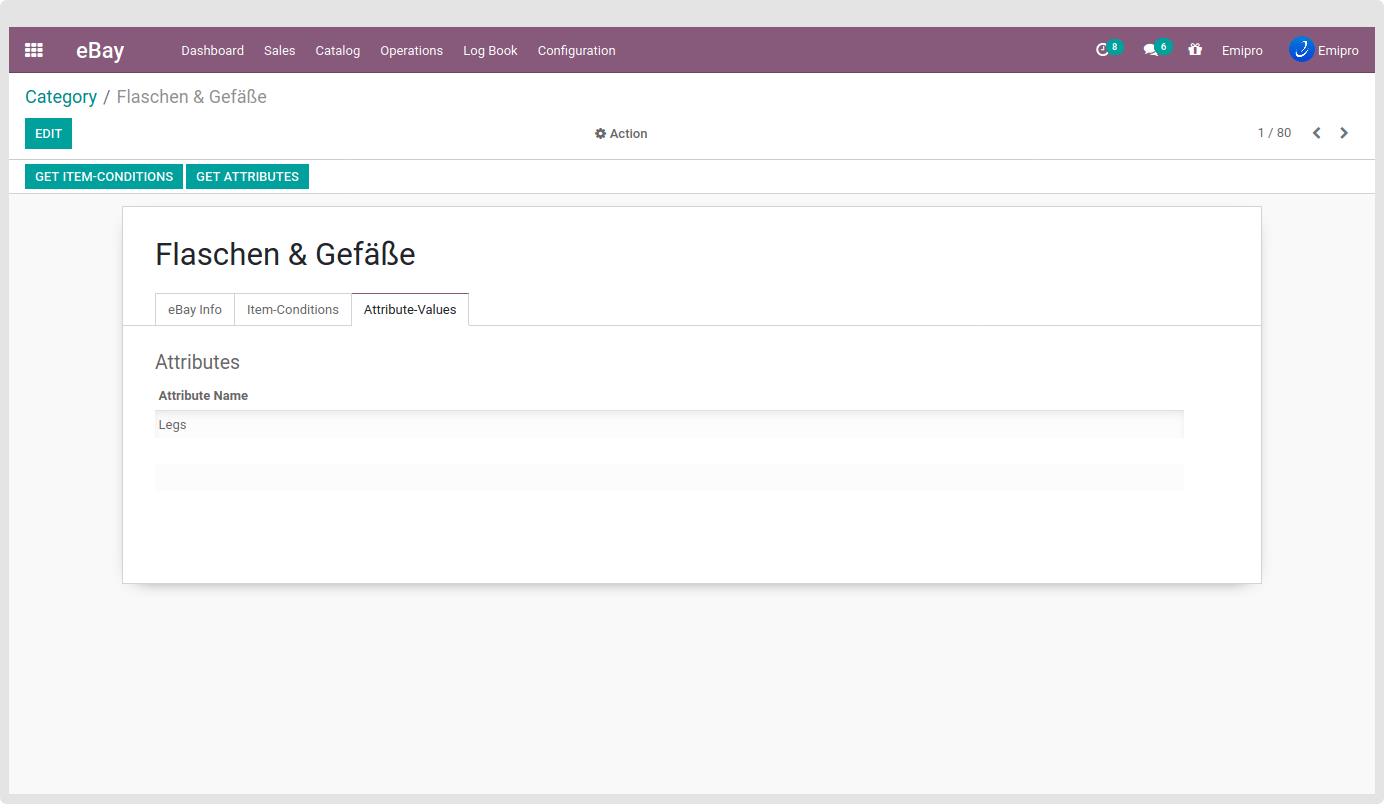 eBay Dashboard Sales Catalog Operations Log Book Configuration 8 6 Emipro Emipro
Category / Flaschen & Gefäße
EDIT Action 1 / 80
GET ITEM-CONDITIONS GET ATTRIBUTES
Flaschen & Gefäße
eBay Info Item-Conditions Attribute-Values
Attributes
Attribute Name
Legs